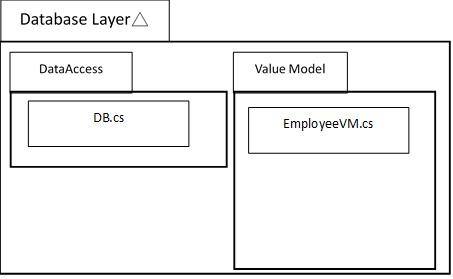 Database Layer
DataAccess
Value Model
DB.cs
EmployeeVM.cs